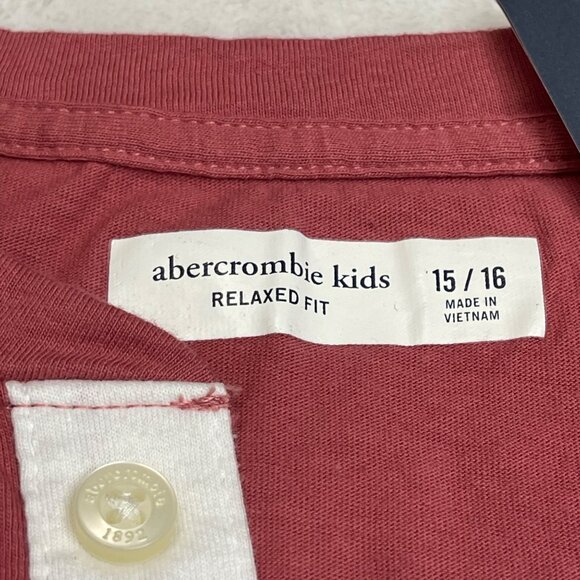 abercrombie kids
RELAXED FIT
15 / 16
MADE IN
VIETNAM
abercrombie
1892